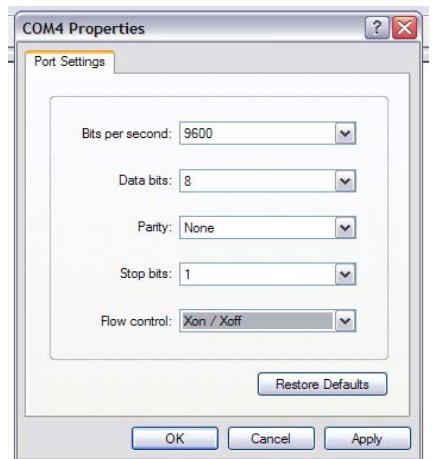 COM4 Properties
Port Settings
Bits per second: 9600
Data bits: 8
Parity: None
Stop bits: 1
Flow control: Xon / Xoff
Restore Defaults
OK Cancel Apply